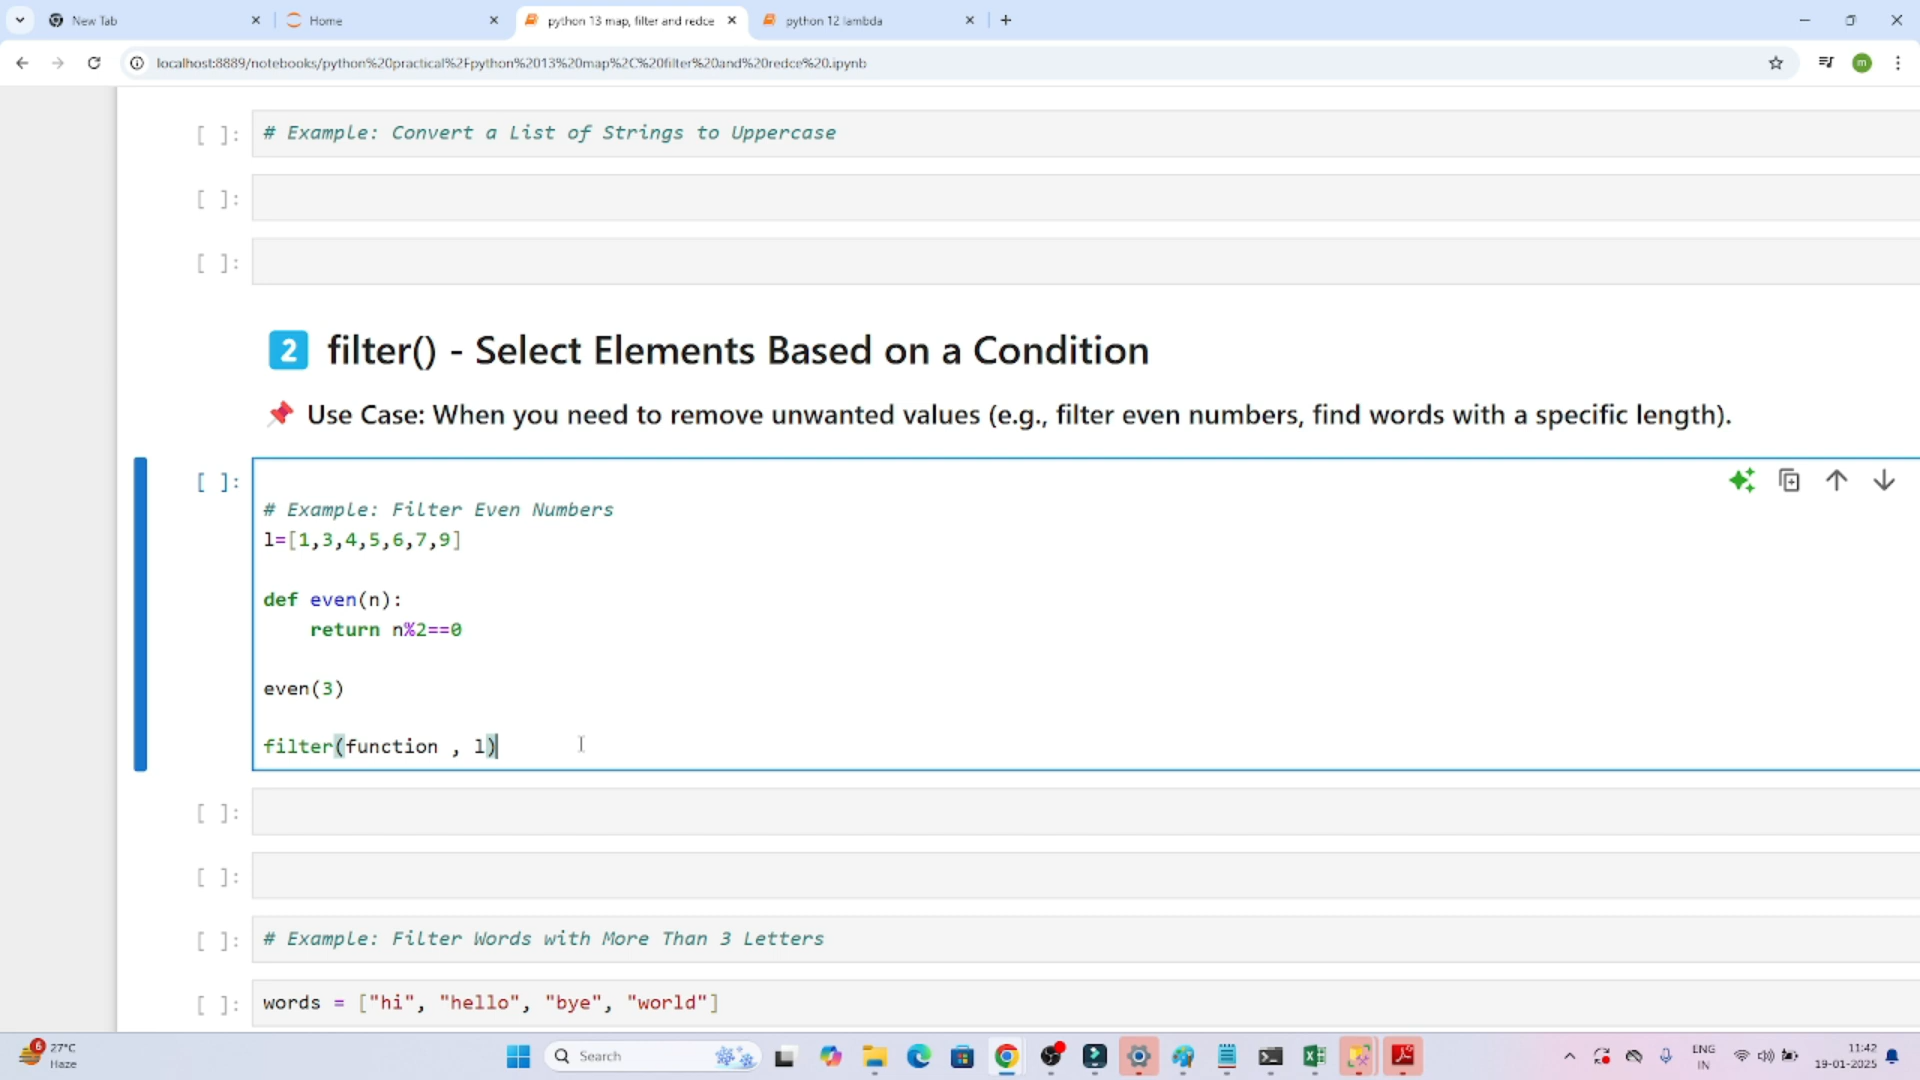 New Tab
Home
python 13 map, filter and redce
python 12 lambda
localhost:8889/notebooks/python%20practical%2Fpython%2013%20map%2C%20filter%20and%20redce%20.ipynb
m
[ ]: # Example: Convert a List of Strings to Uppercase
[ ]:
[ ]:
2 filter() - Select Elements Based on a Condition
📌 Use Case: When you need to remove unwanted values (e.g., filter even numbers, find words with a specific length).
[ ]:
# Example: Filter Even Numbers
l=[1,3,4,5,6,7,9]
def even(n):
return n%2==0
even(3)
filter(function , l)
[ ]:
[ ]:
[ ]: # Example: Filter Words with More Than 3 Letters
[ ]: words = ["hi", "hello", "bye", "world"]
6
27°C
Haze
Search
ENG
IN
11:42
19-01-2025